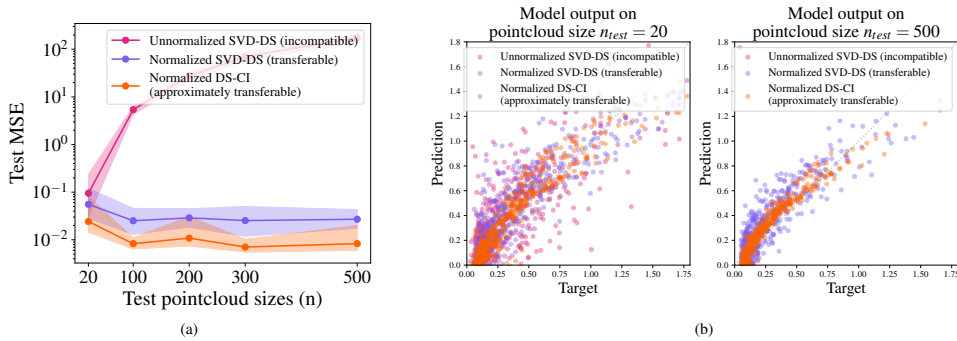 Unnormalized SVD-DS (incompatible)
Normalized SVD-DS (transferable)
Normalized DS-CI
(approximately transferable)
Test MSE
10²
10¹
10⁰
10⁻¹
10⁻²
20 100 200 300 500
Test pointcloud sizes (n)
(a)
Model output on
pointcloud size n_test = 20
Unnormalized SVD-DS (incompatible)
Normalized SVD-DS (transferable)
Normalized DS-CI
(approximately transferable)
Prediction
1.8
1.6
1.4
1.2
1.0
0.8
0.6
0.4
0.2
0.0
0.00 0.25 0.50 0.75 1.00 1.25 1.50 1.75
Target
Model output on
pointcloud size n_test = 500
Unnormalized SVD-DS (incompatible)
Normalized SVD-DS (transferable)
Normalized DS-CI
(approximately transferable)
1.8
1.6
1.4
1.2
1.0
0.8
0.6
0.4
0.2
0.0
0.00 0.25 0.50 0.75 1.00 1.25 1.50 1.75
Target
(b)